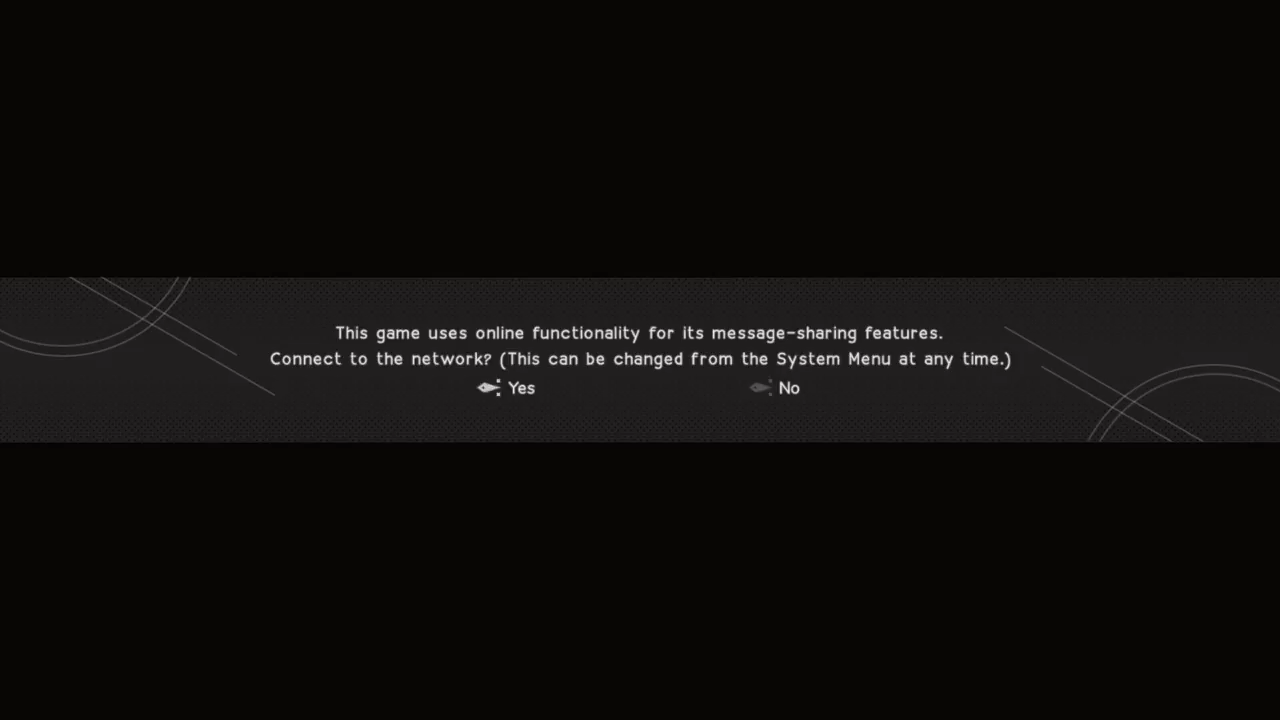 This game uses online functionality for its message-sharing features.
Connect to the network? (This can be changed from the System Menu at any time.)
Yes No